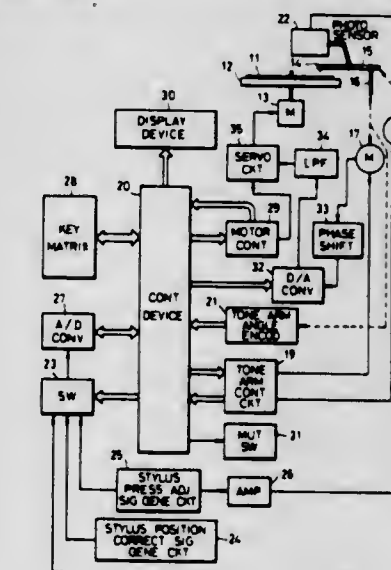 22
PHOTO
SENSOR
14
15
11
12
16
13
M
30
DISPLAY
DEVICE
35
34
17
M
SERVO
CKT
LPF
28
20
33
KEY
MATRIX
29
MOTOR
CONT
PHASE
SHIFT
32
D/A
CONV
CONT
DEVICE
27
21
A/D
CONV
TONE ARM
ANGLE
ENCOD
23
19
SW
TONE
ARM
CONT
CKT
MUT
SW
31
25
STYLUS
PRESS ADJ
SIG GENE CKT
26
AMP
STYLUS POSITION
CORRECT SIG
GENE CKT
24